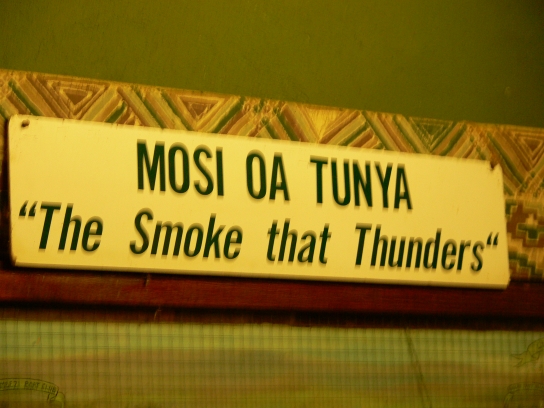 MOSI OA TUNYA
“The Smoke that Thunders“